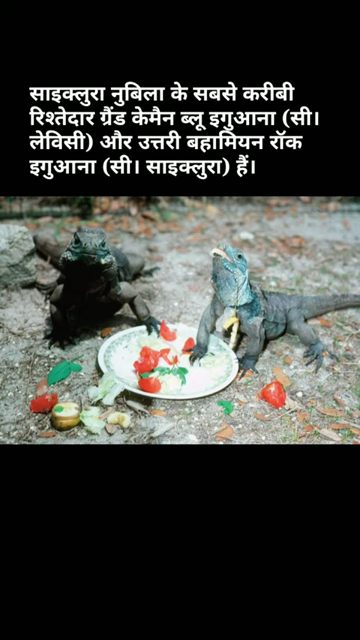 साइक्लुरा नुबिला के सबसे करीबी
रिश्तेदार ग्रैंड केमैन ब्लू इगुआना (सी।
लेविसी) और उत्तरी बहामियन रॉक
इगुआना (सी। साइक्लुरा) हैं।